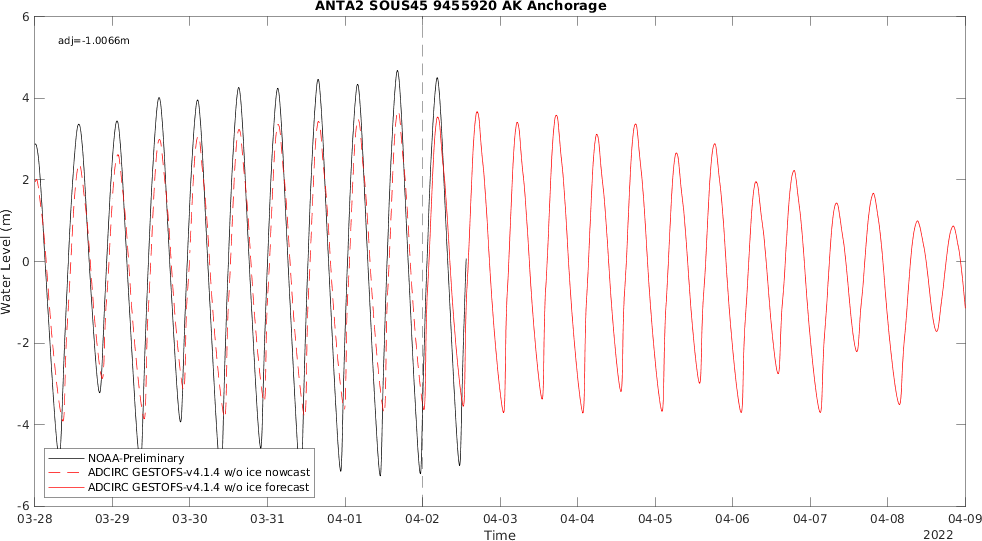 ANTA2 SOUS45 9455920 AK Anchorage
adj=-1.0066m
6
4
2
0
-2
-4
-6
Water Level (m)
NOAA-Preliminary
ADCIRC GESTOFS-v4.1.4 w/o ice nowcast
ADCIRC GESTOFS-v4.1.4 w/o ice forecast
03-28 03-29 03-30 03-31 04-01 04-02 04-03 04-04 04-05 04-06 04-07 04-08 04-09
Time
2022